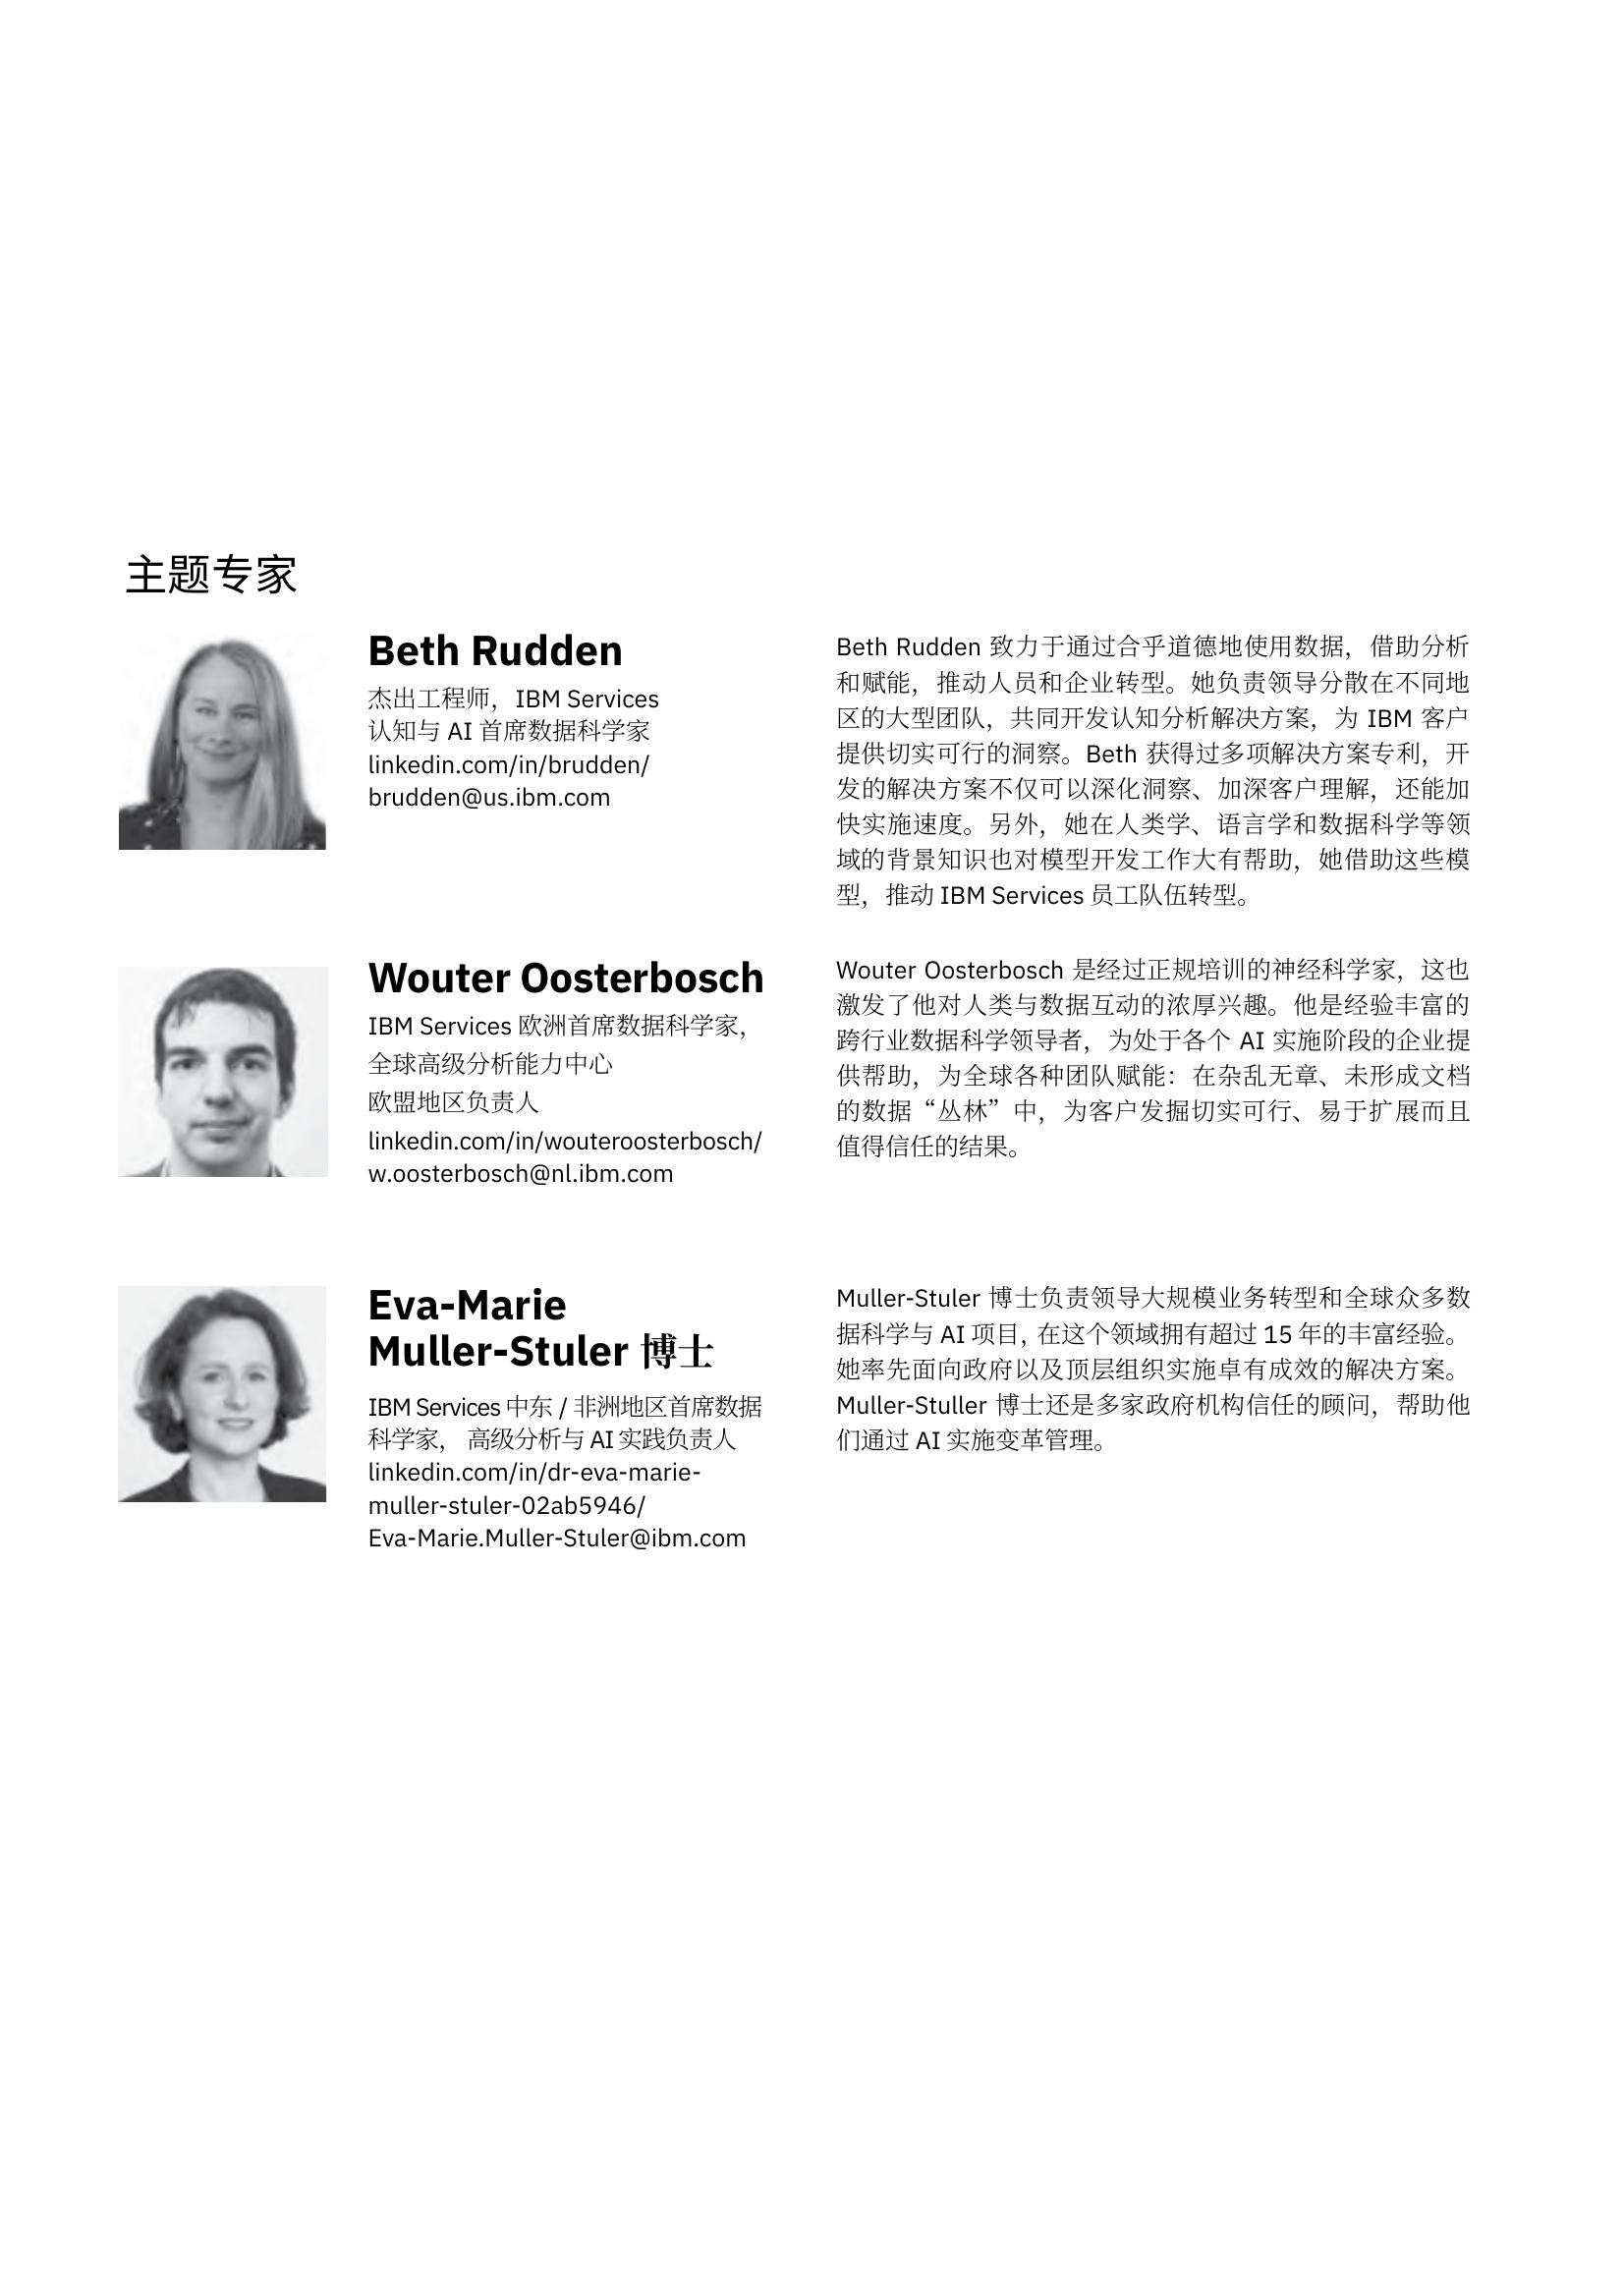 主题专家
Beth Rudden
杰出工程师，IBM Services
认知与 AI 首席数据科学家
linkedin.com/in/brudden/
brudden@us.ibm.com
Beth Rudden 致力于通过合乎道德地使用数据，借助分析
和赋能，推动人员和企业转型。她负责领导分散在不同地
区的大型团队，共同开发认知分析解决方案，为 IBM 客户
提供切实可行的洞察。Beth 获得过多项解决方案专利，开
发的解决方案不仅可以深化洞察、加深客户理解，还能加
快实施速度。另外，她在人类学、语言学和数据科学等领
域的背景知识也对模型开发工作大有帮助，她借助这些模
型，推动 IBM Services 员工队伍转型。
Wouter Oosterbosch
IBM Services 欧洲首席数据科学家，
全球高级分析能力中心
欧盟地区负责人
linkedin.com/in/wouteroosterbosch/
w.oosterbosch@nl.ibm.com
Wouter Oosterbosch 是经过正规培训的神经科学家，这也
激发了他对人类与数据互动的浓厚兴趣。他是经验丰富的
跨行业数据科学领导者，为处于各个 AI 实施阶段的企业提
供帮助，为全球各种团队赋能：在杂乱无章、未形成文档
的数据“丛林”中，为客户发掘切实可行、易于扩展而且
值得信任的结果。
Eva-Marie
Muller-Stuler 博士
IBM Services 中东 / 非洲地区首席数据
科学家， 高级分析与 AI 实践负责人
linkedin.com/in/dr-eva-marie-
muller-stuler-02ab5946/
Eva-Marie.Muller-Stuler@ibm.com
Muller-Stuler 博士负责领导大规模业务转型和全球众多数
据科学与 AI 项目, 在这个领域拥有超过 15 年的丰富经验。
她率先面向政府以及顶层组织实施卓有成效的解决方案。
Muller-Stuller 博士还是多家政府机构信任的顾问，帮助他
们通过 AI 实施变革管理。